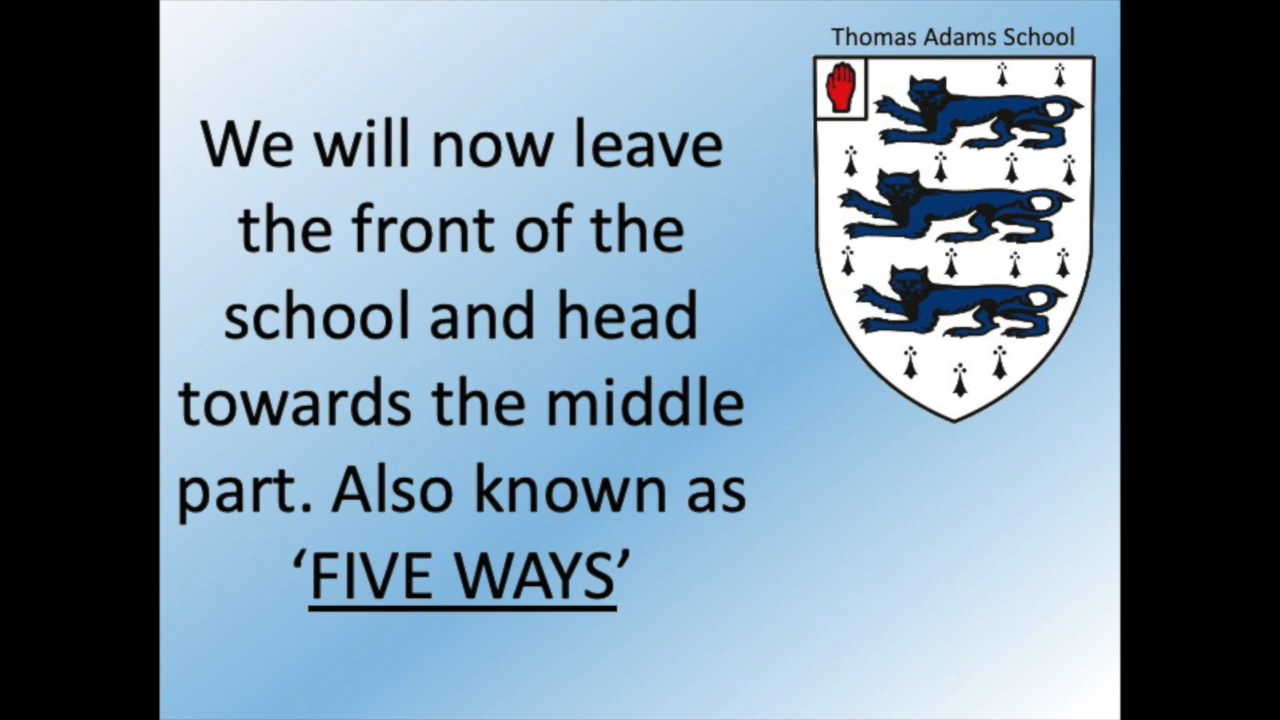 Thomas Adams School
We will now leave
the front of the
school and head
towards the middle
part. Also known as
‘FIVE WAYS’